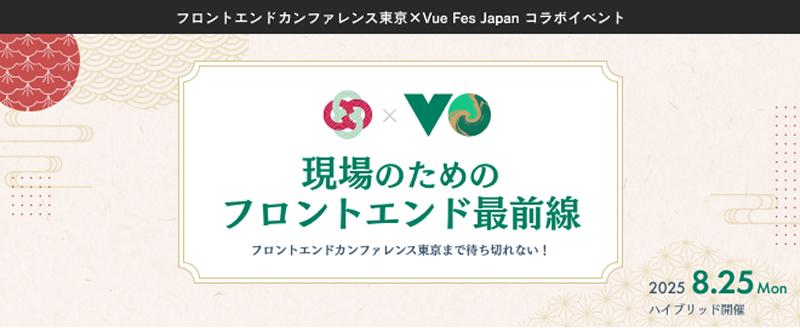 フロントエンドカンファレンス東京×Vue Fes Japan コラボイベント
×
現場のための
フロントエンド最前線
フロントエンドカンファレンス東京まで待ち切れない！
2025 8.25 Mon
ハイブリッド開催